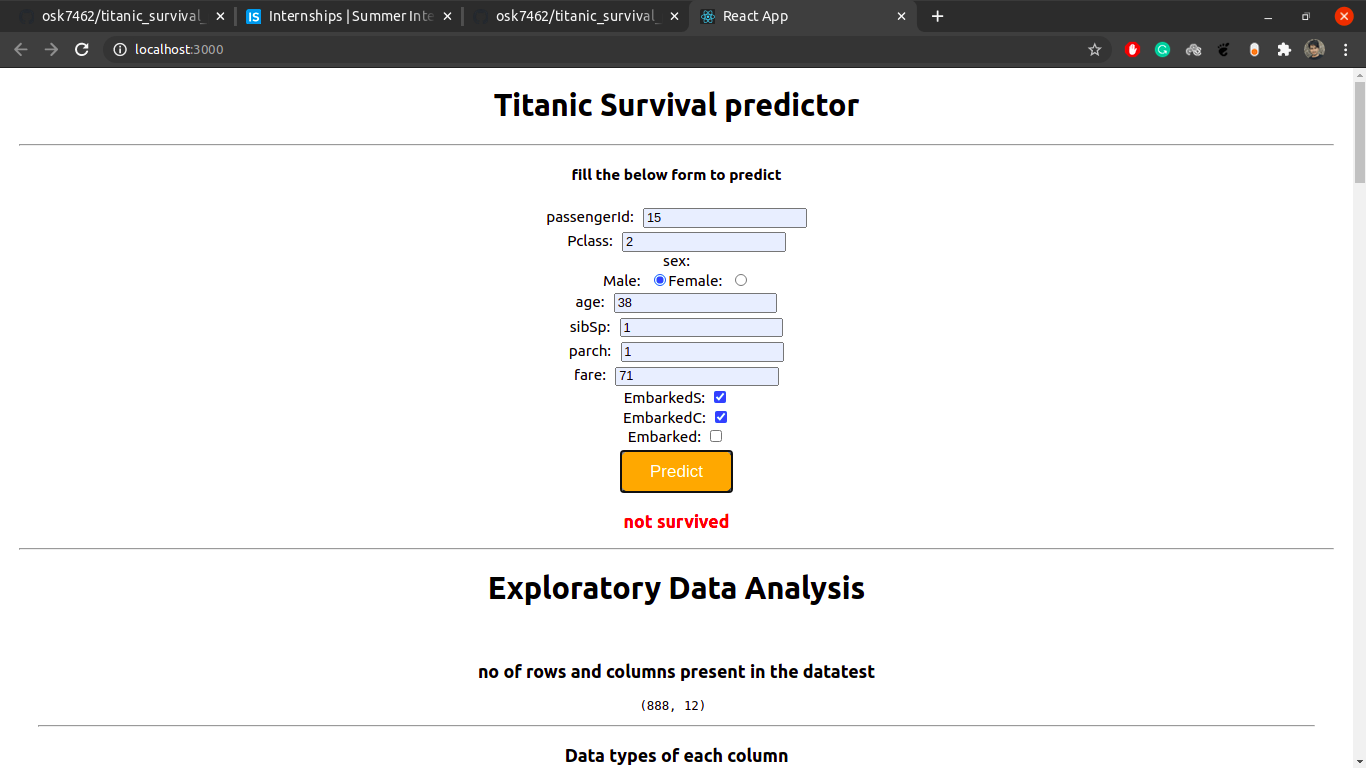 osk7462/titanic_survival_
Internships | Summer Inte
osk7462/titanic_survival_
React App
localhost:3000
Titanic Survival predictor
fill the below form to predict
passengerId: 15
Pclass: 2
sex:
Male: Female:
age: 38
sibSp: 1
parch: 1
fare: 71
EmbarkedS:
EmbarkedC:
Embarked:
Predict
not survived
Exploratory Data Analysis
no of rows and columns present in the datatest
(888, 12)
Data types of each column